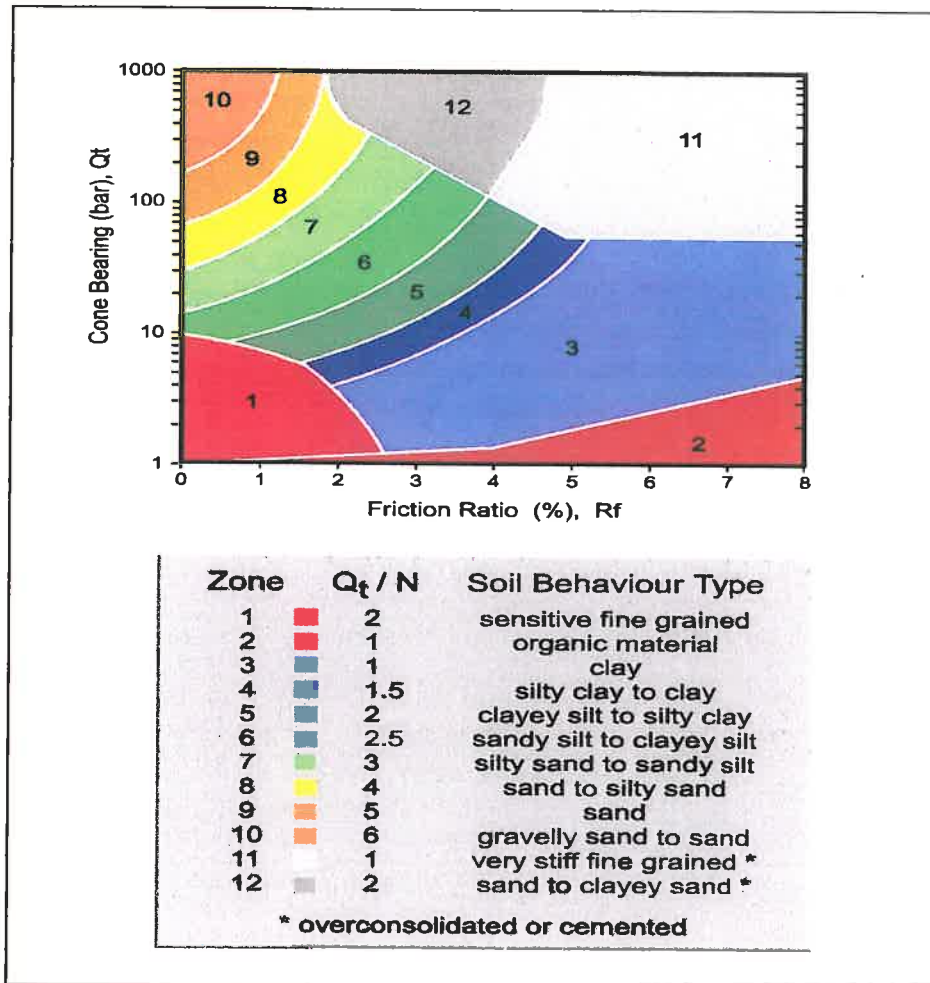 1000
100
10
1
Cone Bearing (bar), Qt
10
12
11
9
8
7
6
5
4
3
1
2
0 1 2 3 4 5 6 7 8
Friction Ratio (%), Rf
Zone Qt / N Soil Behaviour Type
1 2 sensitive fine grained
2 1 organic material
3 1 clay
4 1.5 silty clay to clay
5 2 clayey silt to silty clay
6 2.5 sandy silt to clayey silt
7 3 silty sand to sandy silt
8 4 sand to silty sand
9 5 sand
10 6 gravelly sand to sand
11 1 very stiff fine grained *
12 2 sand to clayey sand *
* overconsolidated or cemented